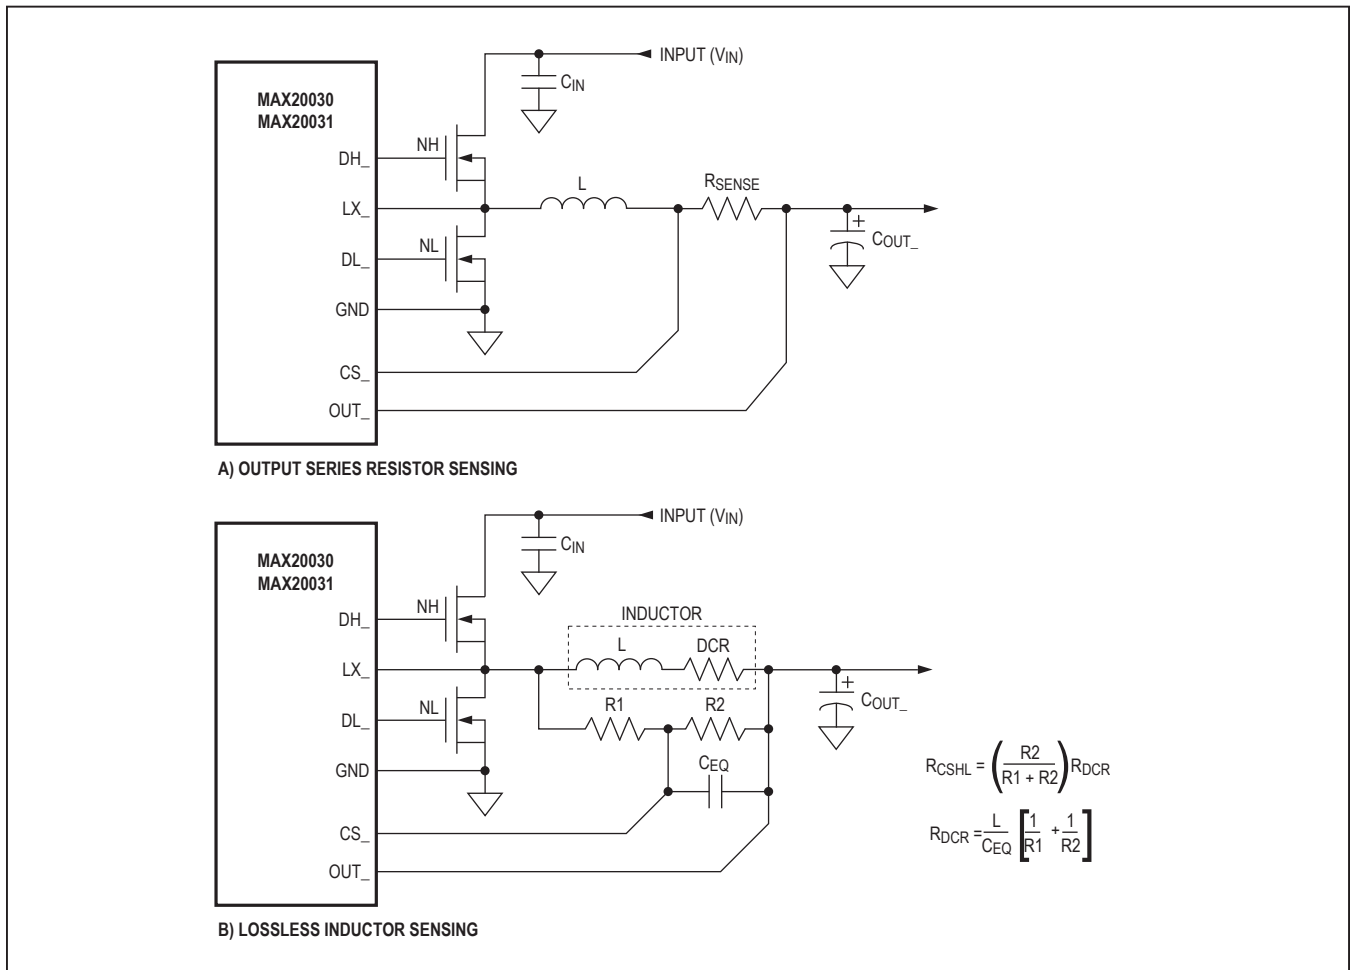 INPUT (VIN)
CIN
MAX20030
MAX20031
NH
DH_
L
RSENSE
LX_
+
COUT_
NL
DL_
GND
CS_
OUT_
A) OUTPUT SERIES RESISTOR SENSING
INPUT (VIN)
CIN
MAX20030
MAX20031
NH
DH_
INDUCTOR
L
DCR
LX_
+
COUT_
NL
R1
R2
DL_
CEQ
GND
RCSHL = (R2 / R1 + R2) RDCR
RDCR = L / CEQ [1 / R1 + 1 / R2]
CS_
OUT_
B) LOSSLESS INDUCTOR SENSING